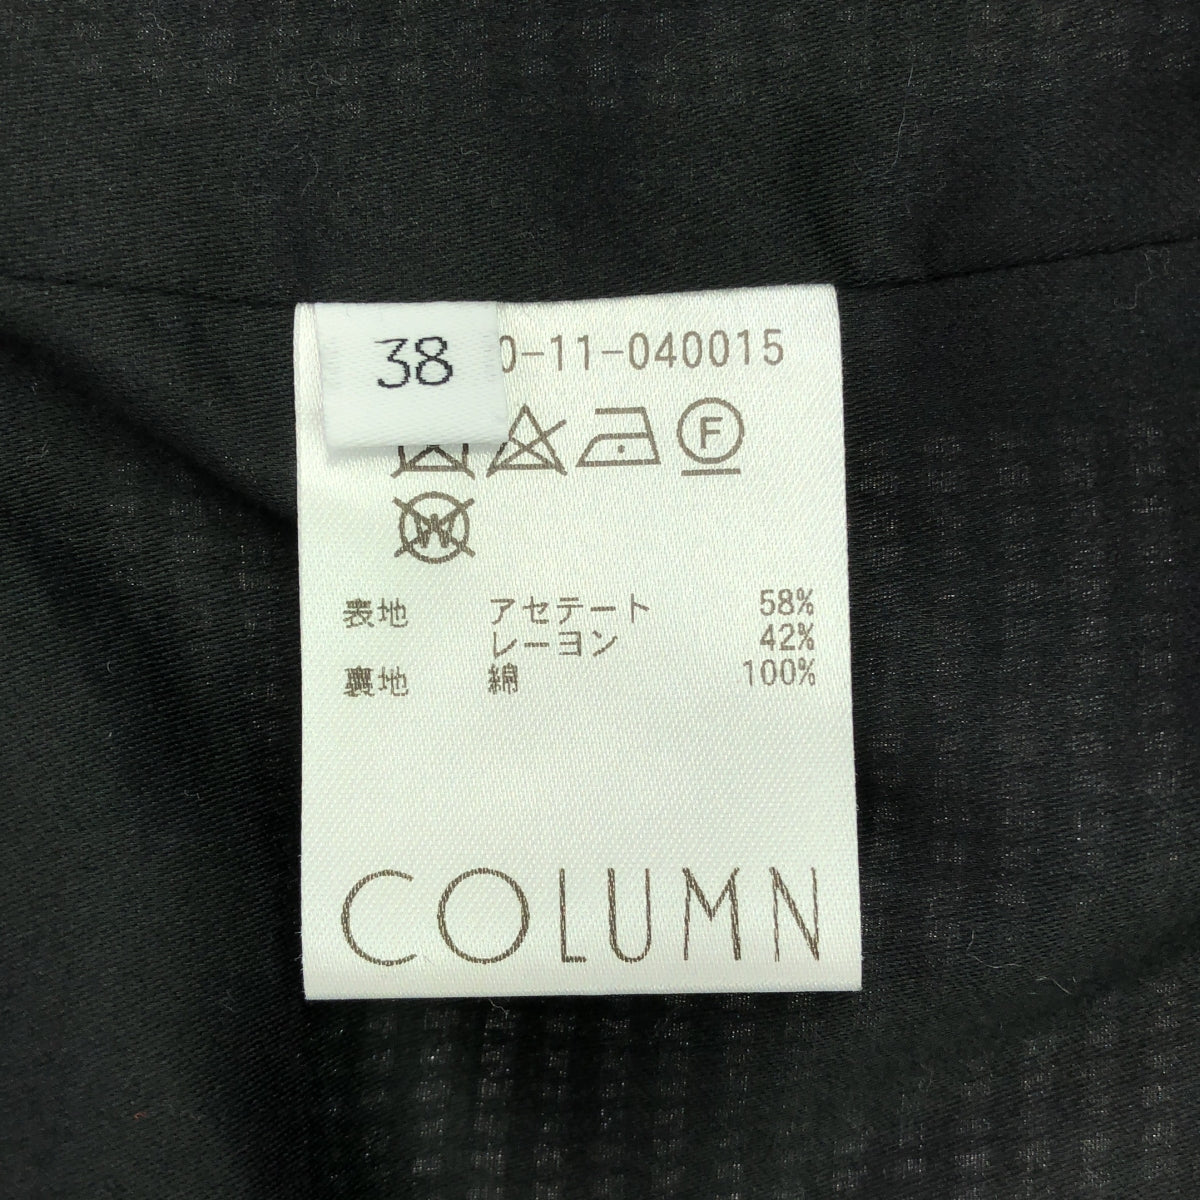 38
0-11-040015
F
W
表地 アセテート 58%
レーヨン 42%
裏地 綿 100%
COLUMN